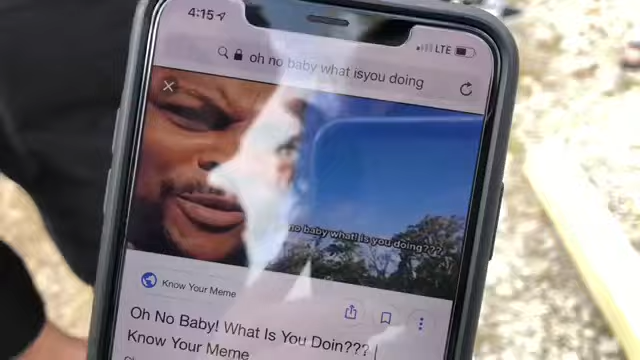 4:15
LTE
oh no baby what isyou doing
no baby what! is you doing???
Know Your Meme
Oh No Baby! What Is You Doin??? |
Know Your Meme